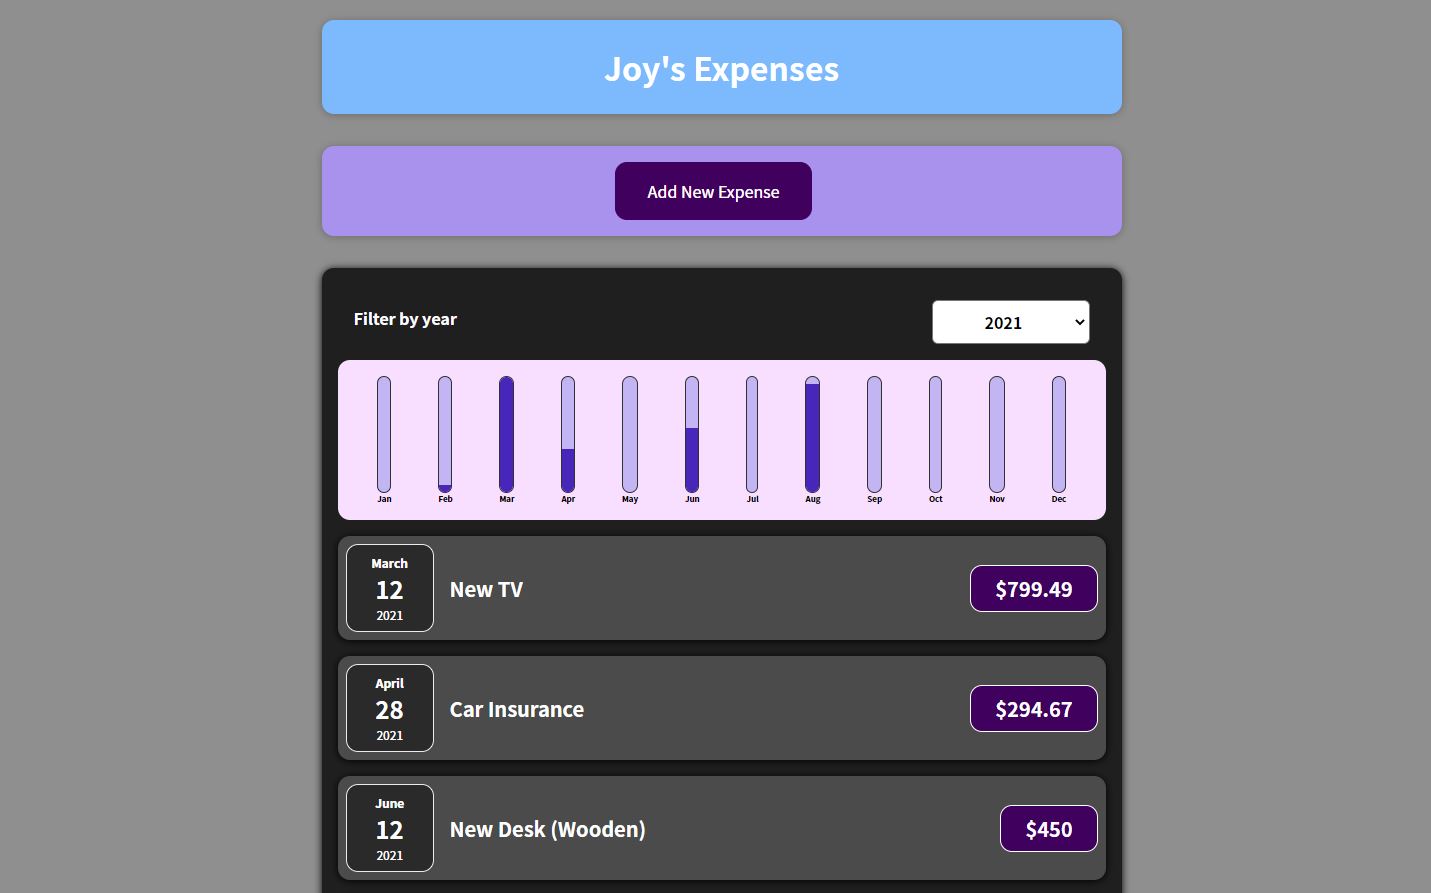 Joy's Expenses
Add New Expense
Filter by year
2021
Jan Feb Mar Apr May Jun Jul Aug Sep Oct Nov Dec
March
12
2021
New TV
$799.49
April
28
2021
Car Insurance
$294.67
June
12
2021
New Desk (Wooden)
$450